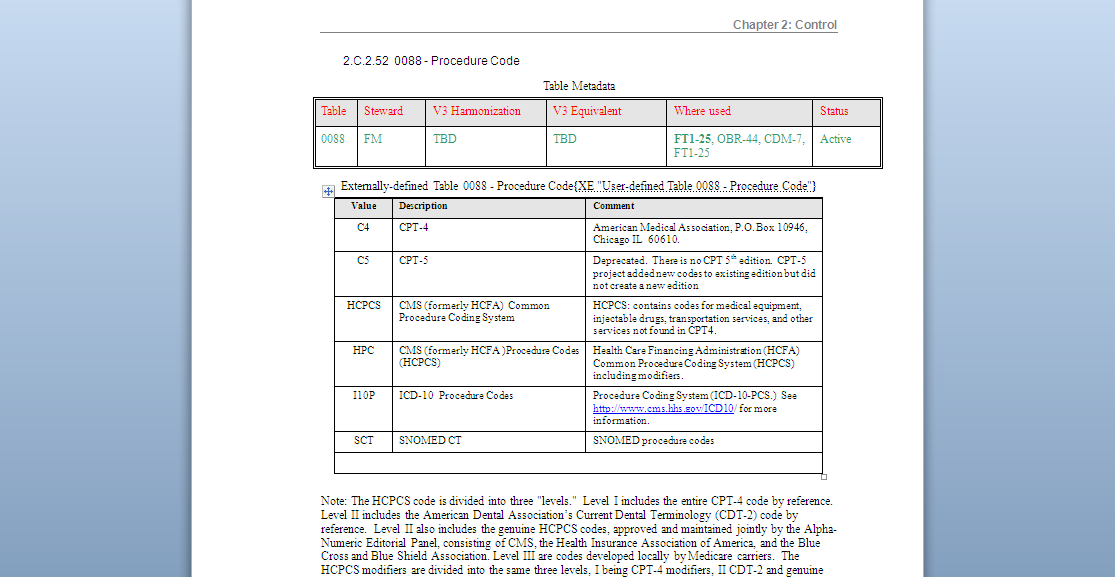 Chapter 2: Control
2.C.2.52 0088 - Procedure Code
Table Metadata
Table Steward V3 Harmonization V3 Equivalent Where used Status
0088 FM TBD TBD FT1-25, OBR-44, CDM-7, Active
FT1-25
Externally-defined Table 0088 - Procedure Code{XE "User-defined Table 0088 - Procedure Code"}
Value Description Comment
C4 CPT-4 American Medical Association, P.O. Box 10946,
Chicago IL 60610.
C5 CPT-5 Deprecated. There is no CPT 5th edition. CPT-5
project added new codes to existing edition but did
not create a new edition
HCPCS CMS (formerly HCFA) Common HCPCS: contains codes for medical equipment,
Procedure Coding System injectable drugs, transportation services, and other
services not found in CPT4.
HPC CMS (formerly HCFA )Procedure Codes Health Care Financing Administration (HCFA)
(HCPCS) Common Procedure Coding System (HCPCS)
including modifiers.
I10P ICD-10 Procedure Codes Procedure Coding System (ICD-10-PCS.) See
http://www.cms.hhs.gov/ICD10/ for more
information.
SCT SNOMED CT SNOMED procedure codes
Note: The HCPCS code is divided into three "levels." Level I includes the entire CPT-4 code by reference.
Level II includes the American Dental Association's Current Dental Terminology (CDT-2) code by
reference. Level II also includes the genuine HCPCS codes, approved and maintained jointly by the Alpha-
Numeric Editorial Panel, consisting of CMS, the Health Insurance Association of America, and the Blue
Cross and Blue Shield Association. Level III are codes developed locally by Medicare carriers. The
HCPCS modifiers are divided into the same three levels, I being CPT-4 modifiers, II CDT-2 and genuine